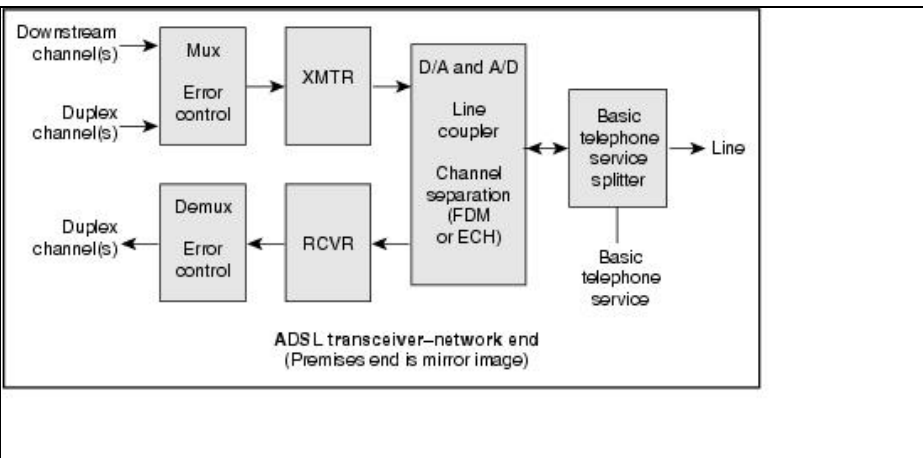 Downstream
channel(s)
Duplex
channel(s)
Mux
Error
control
XMTR
D/A and A/D
Line
coupler
Channel
separation
(FDM
or ECH)
Basic
telephone
service
splitter
Line
Duplex
channel(s)
Demux
Error
control
RCVR
Basic
telephone
service
ADSL transceiver–network end
(Premises end is mirror image)